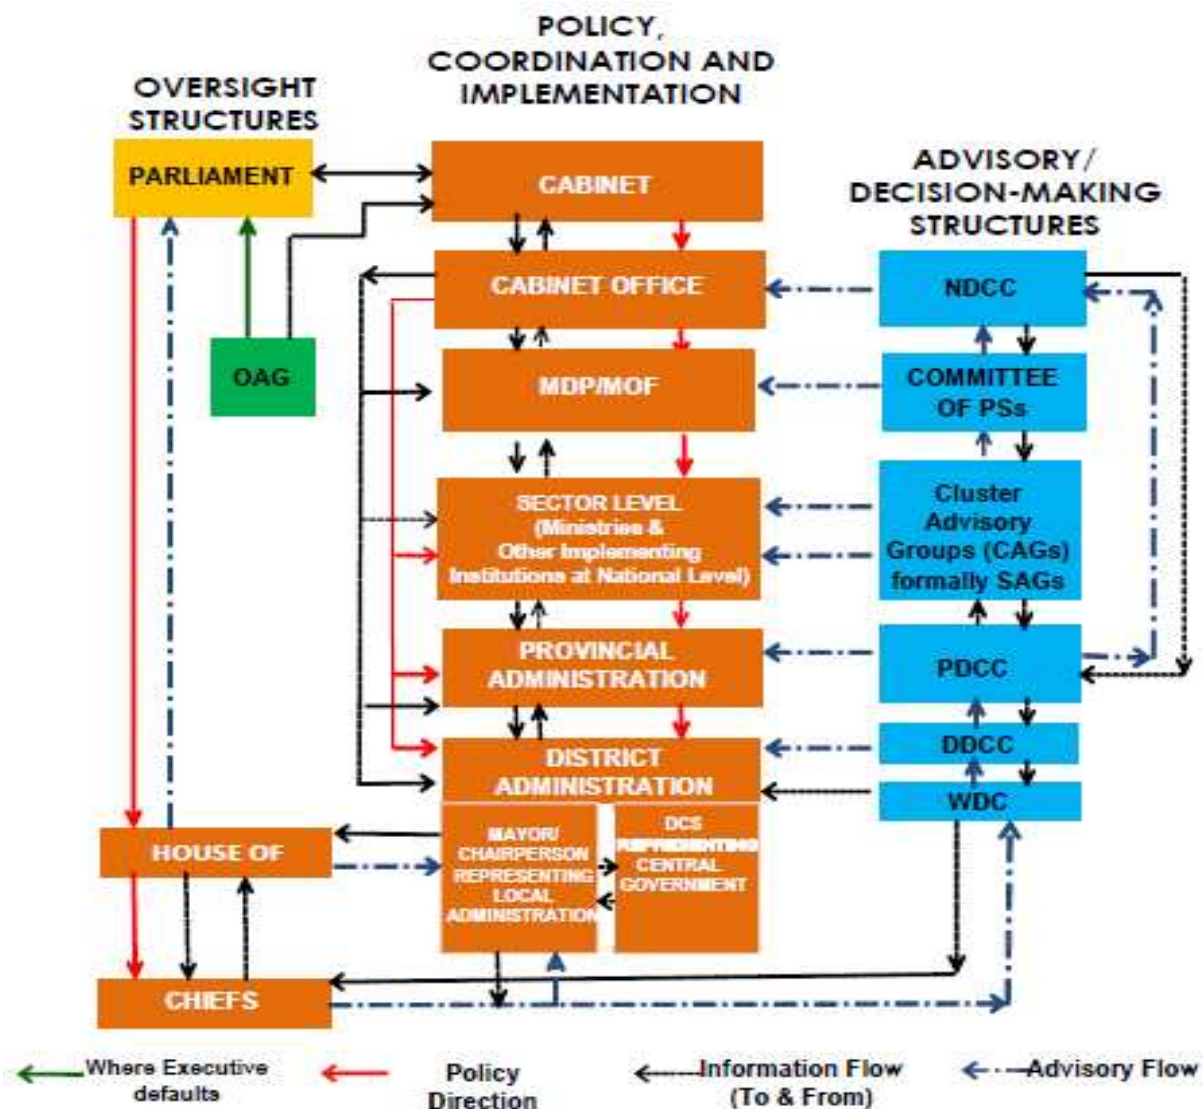 POLICY,
COORDINATION AND
IMPLEMENTATION
OVERSIGHT
STRUCTURES
ADVISORY/
DECISION-MAKING
STRUCTURES
PARLIAMENT
CABINET
CABINET OFFICE
NDCC
OAG
MDP/MOF
COMMITTEE
OF PSs
SECTOR LEVEL
(Ministries &
Other Implementing
Institutions at National Level)
Cluster
Advisory
Groups (CAGs)
formally SAGs
PROVINCIAL
ADMINISTRATION
PDCC
DISTRICT
ADMINISTRATION
DDCC
WDC
HOUSE OF
MAYOR/
CHAIRPERSON
REPRESENTING
LOCAL
ADMINISTRATION
DCS
REPRESENTING
CENTRAL
GOVERNMENT
CHIEFS
Where Executive
defaults
Policy
Direction
Information Flow
(To & From)
Advisory Flow